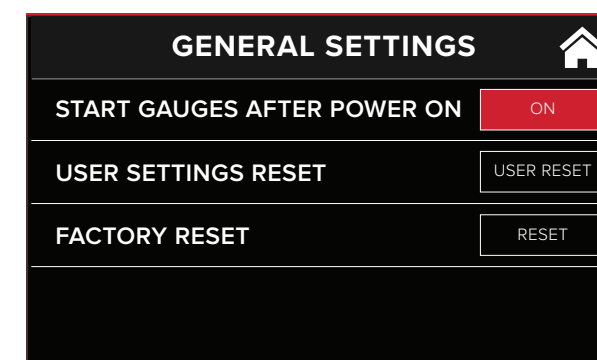 GENERAL SETTINGS
START GAUGES AFTER POWER ON ON
USER SETTINGS RESET USER RESET
FACTORY RESET RESET